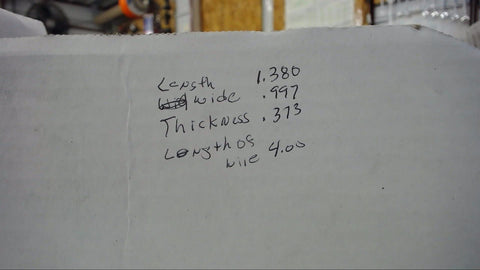 Length 1.380
wide .997
Thickness .373
Length of
wire 4.00